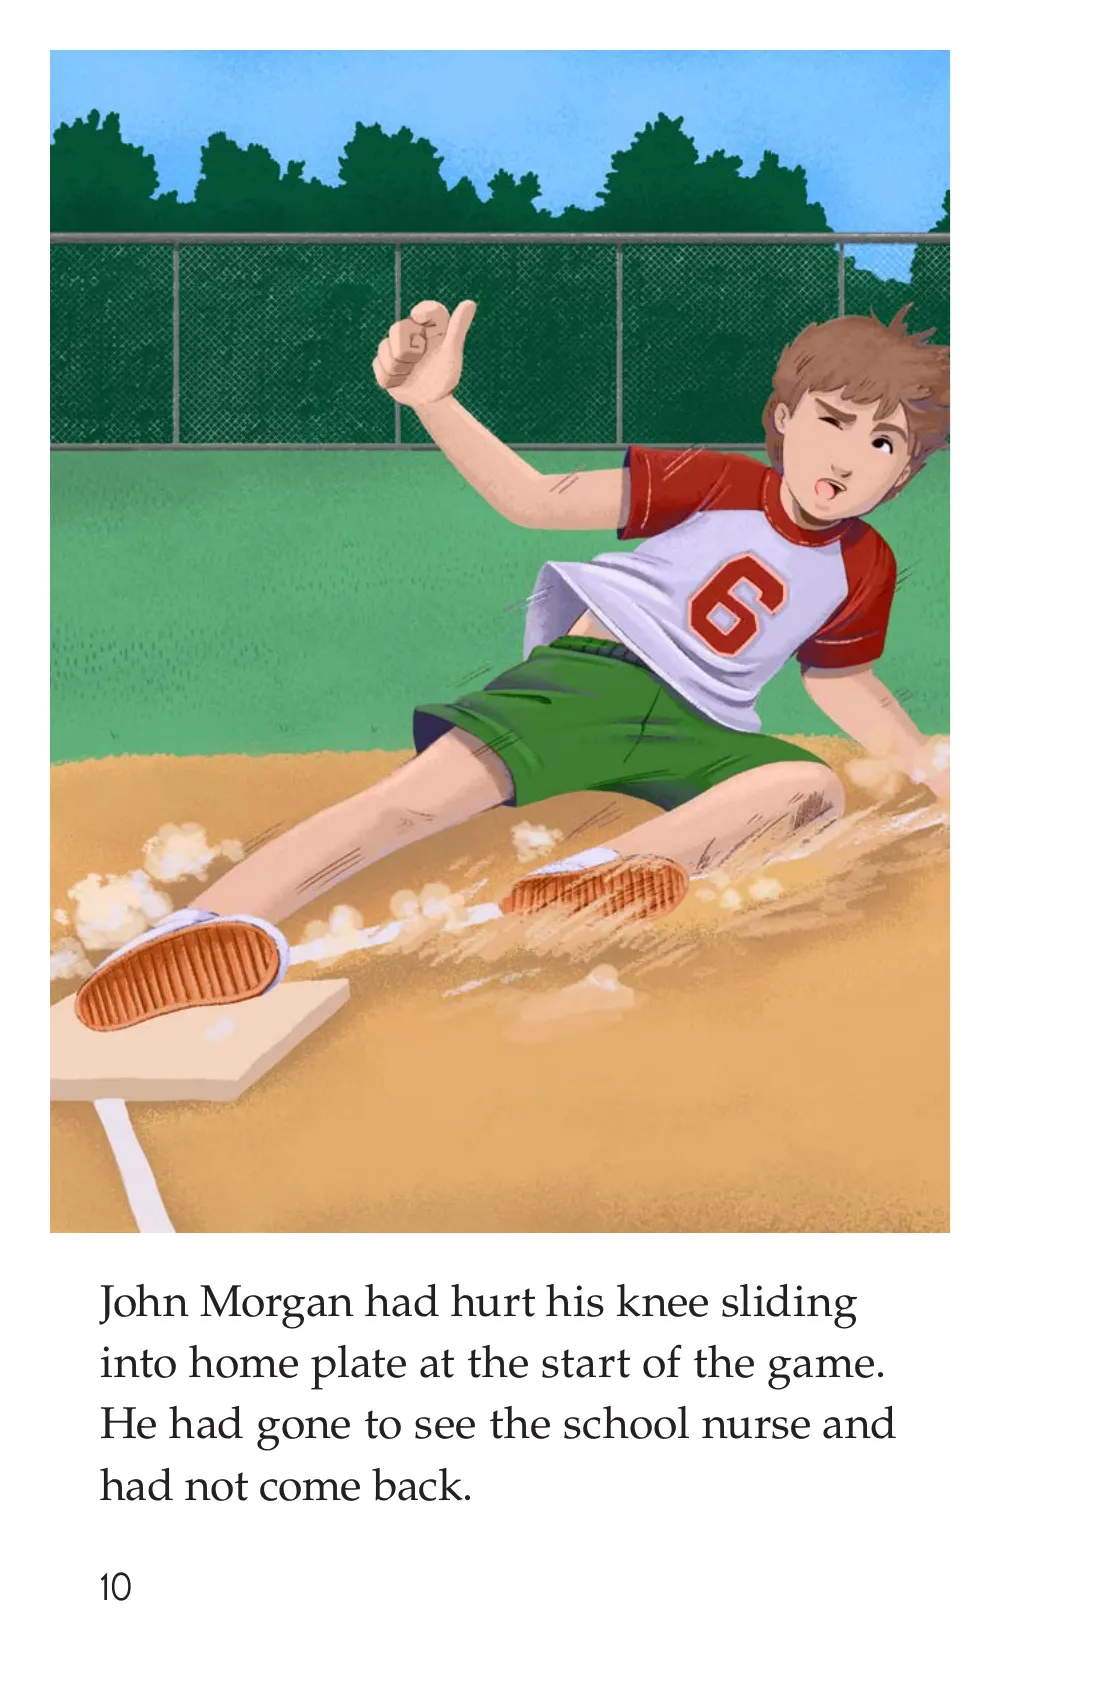 6
John Morgan had hurt his knee sliding
into home plate at the start of the game.
He had gone to see the school nurse and
had not come back.
10